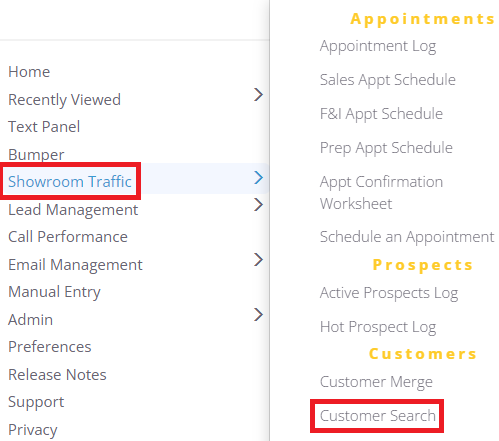 Home
Recently Viewed
Text Panel
Bumper
Showroom Traffic
Lead Management
Call Performance
Email Management
Manual Entry
Admin
Preferences
Release Notes
Support
Privacy
Appointments
Appointment Log
Sales Appt Schedule
F&I Appt Schedule
Prep Appt Schedule
Appt Confirmation
Worksheet
Schedule an Appointment
Prospects
Active Prospects Log
Hot Prospect Log
Customers
Customer Merge
Customer Search